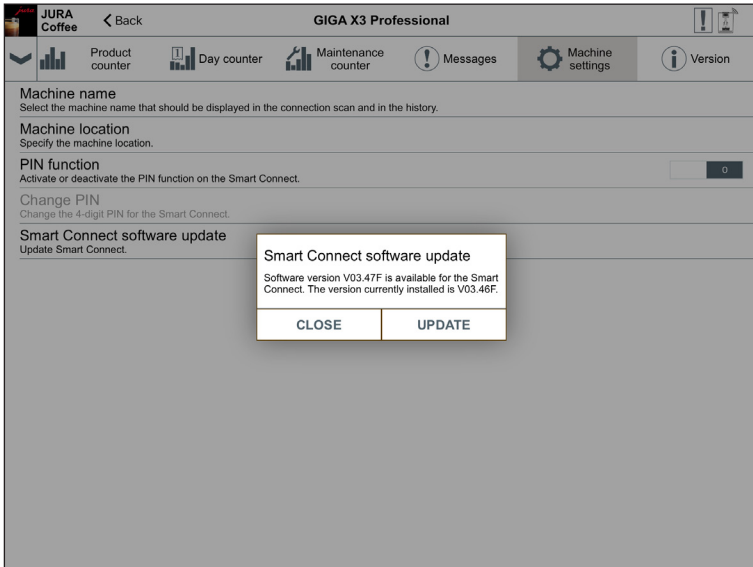 jura
JURA
Coffee
Back
GIGA X3 Professional
Product
counter
1
Day counter
Maintenance
counter
Messages
Machine
settings
Version
Machine name
Select the machine name that should be displayed in the connection scan and in the history.
Machine location
Specify the machine location.
PIN function
Activate or deactivate the PIN function on the Smart Connect.
0
Change PIN
Change the 4-digit PIN for the Smart Connect.
Smart Connect software update
Update Smart Connect.
Smart Connect software update
Software version V03.47F is available for the Smart
Connect. The version currently installed is V03.46F.
CLOSE
UPDATE